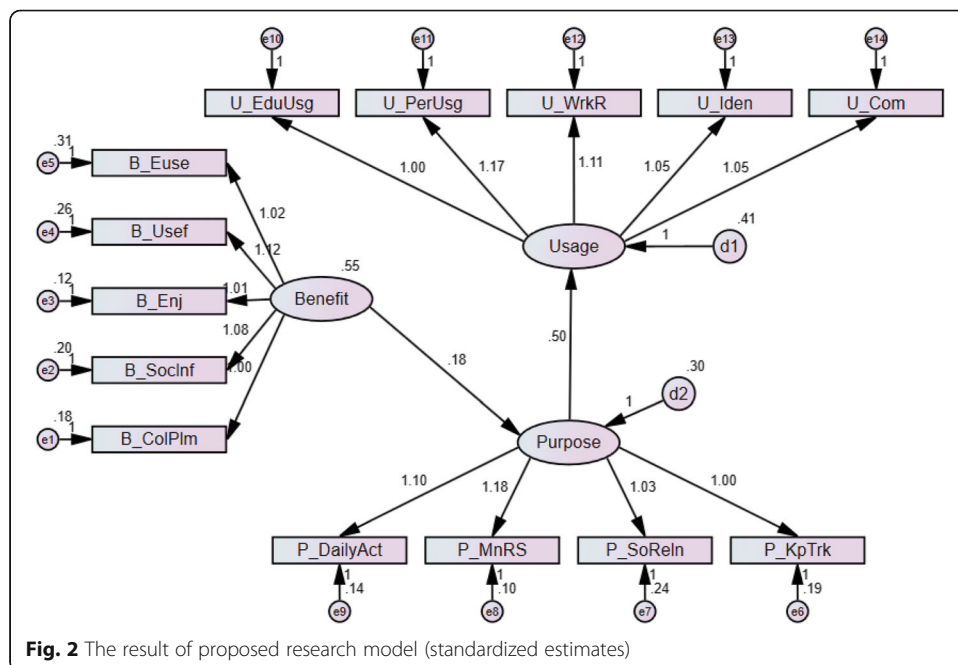 e10 e11 e12 e13 e14
1 1 1 1 1
U_EduUsg U_PerUsg U_WrkR U_Iden U_Com
1.00 1.17 1.11 1.05 1.05
.31
e5 1 B_Euse
1.02
.26
e4 1 B_Usef
1.12
.12
e3 1 B_Enj
1.01
.20
e2 1 B_SocInf
1.08
.18
e1 1 B_ColPlm
1.00
.55
Benefit
Usage
1
.41
d1
.50
.18
.30
d2
1
Purpose
1.10 1.18 1.03 1.00
P_DailyAct P_MnRS P_SoReln P_KpTrk
1 1 1 1
.14 .10 .24 .19
e9 e8 e7 e6
Fig. 2 The result of proposed research model (standardized estimates)